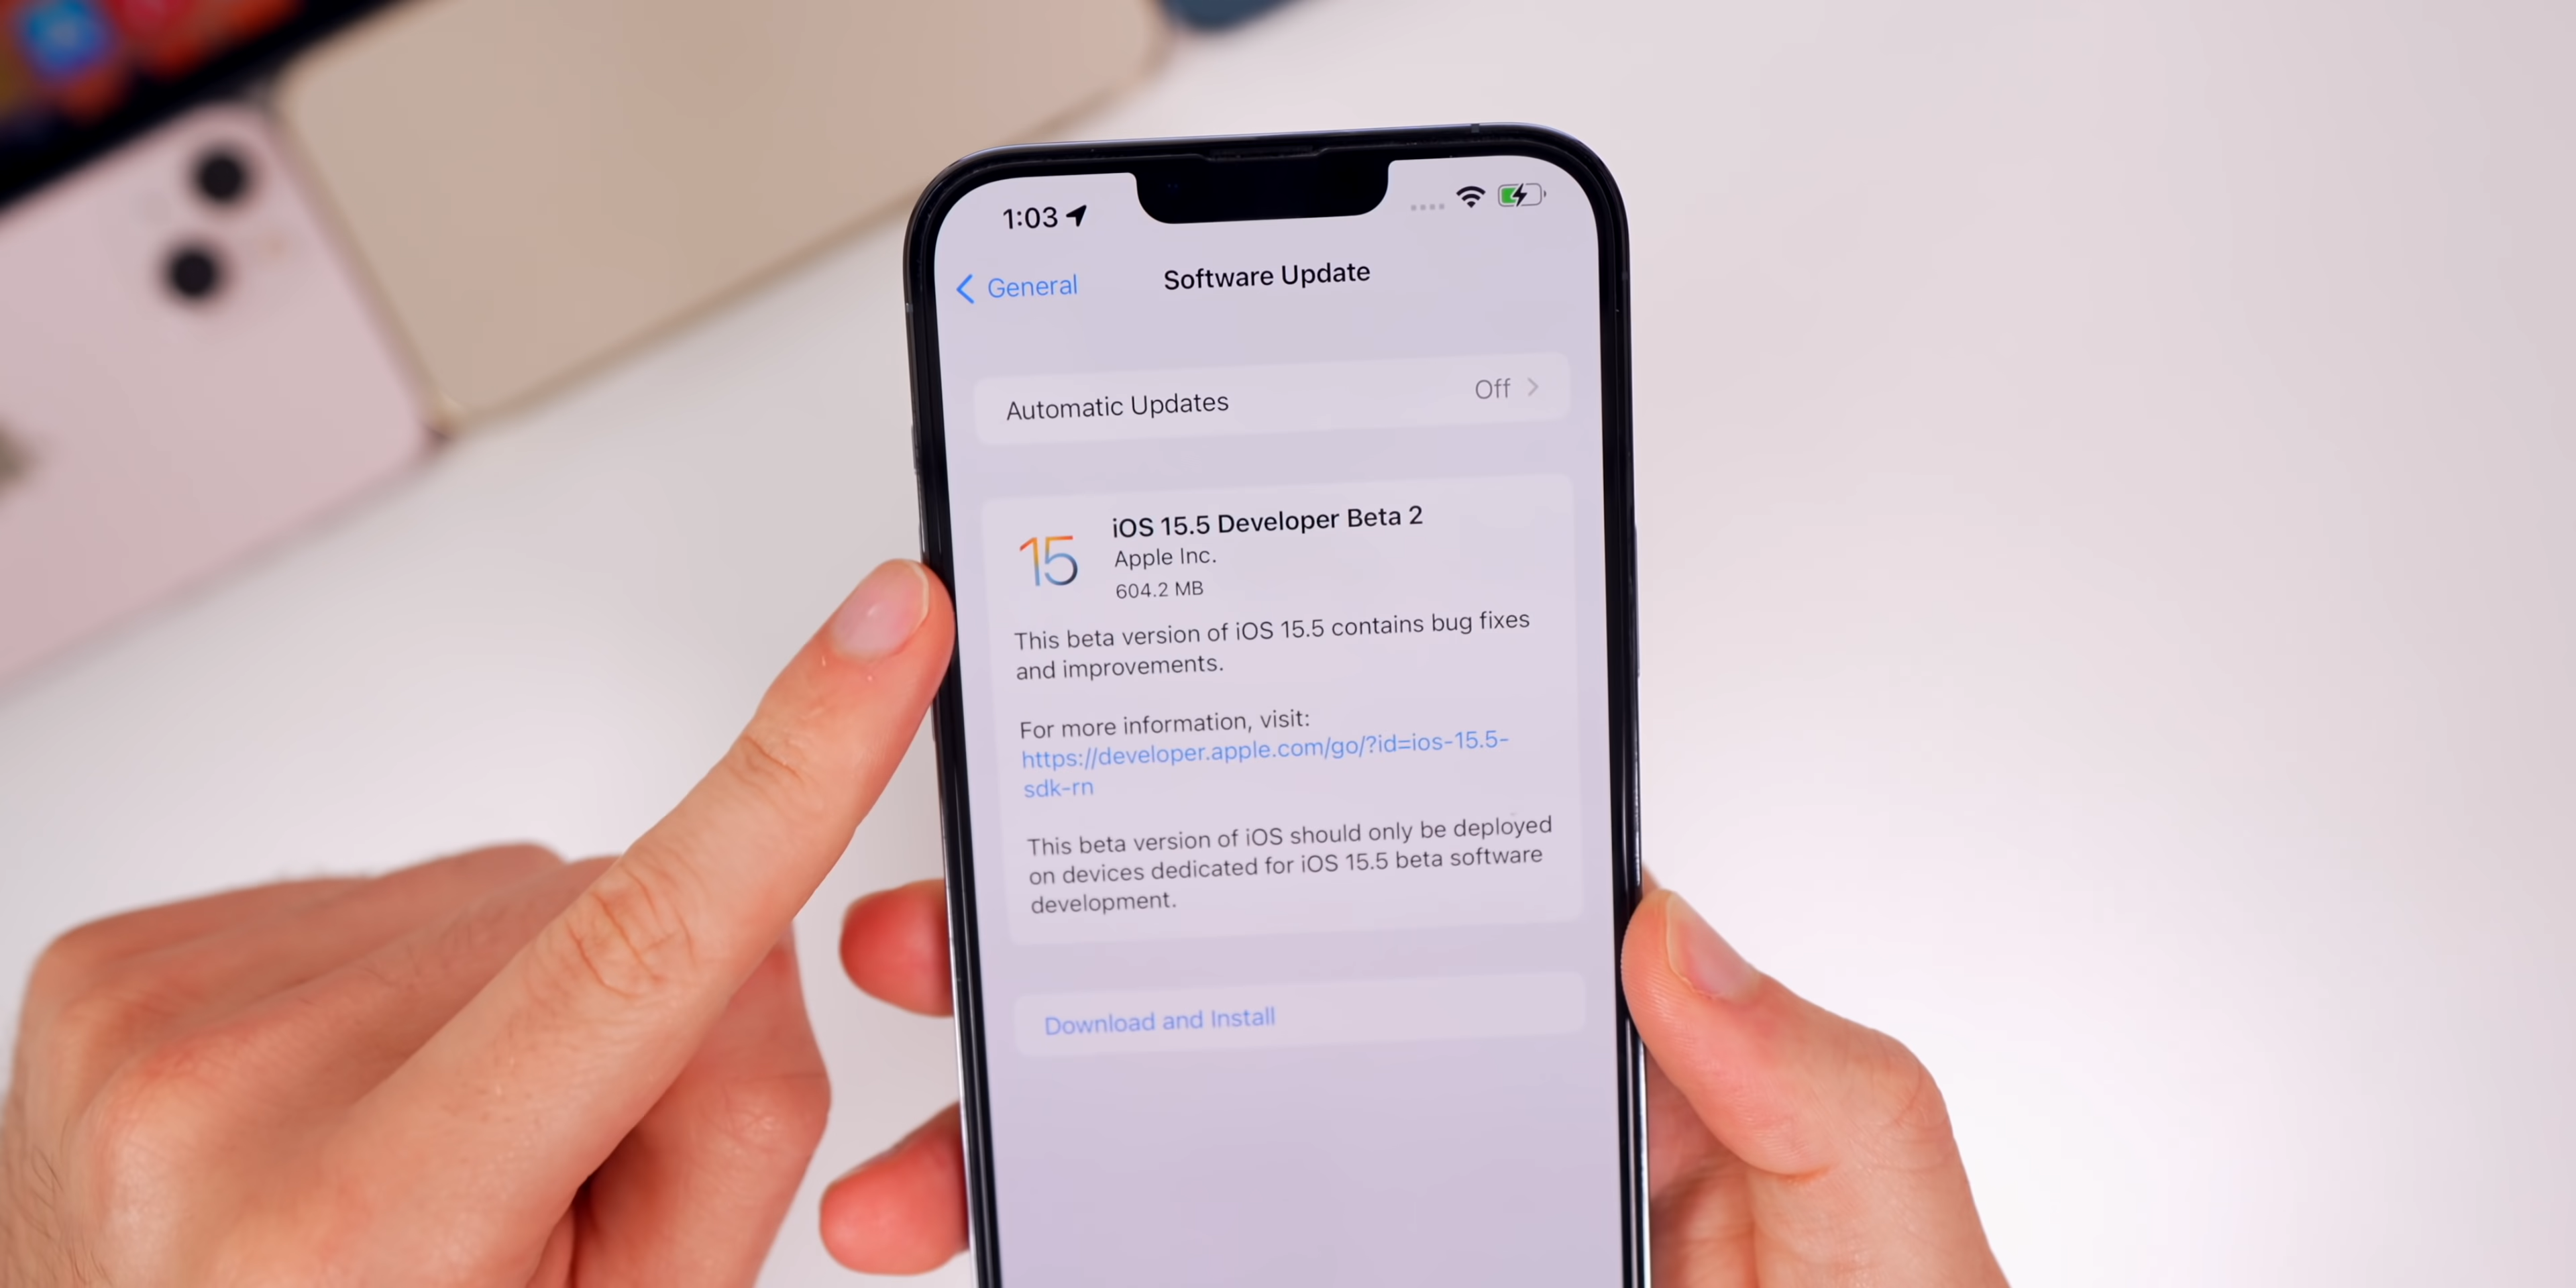 1:03
General
Software Update
Automatic Updates
Off
15
iOS 15.5 Developer Beta 2
Apple Inc.
604.2 MB
This beta version of iOS 15.5 contains bug fixes
and improvements.
For more information, visit:
https://developer.apple.com/go/?id=ios-15.5-
sdk-rn
This beta version of iOS should only be deployed
on devices dedicated for iOS 15.5 beta software
development.
Download and Install